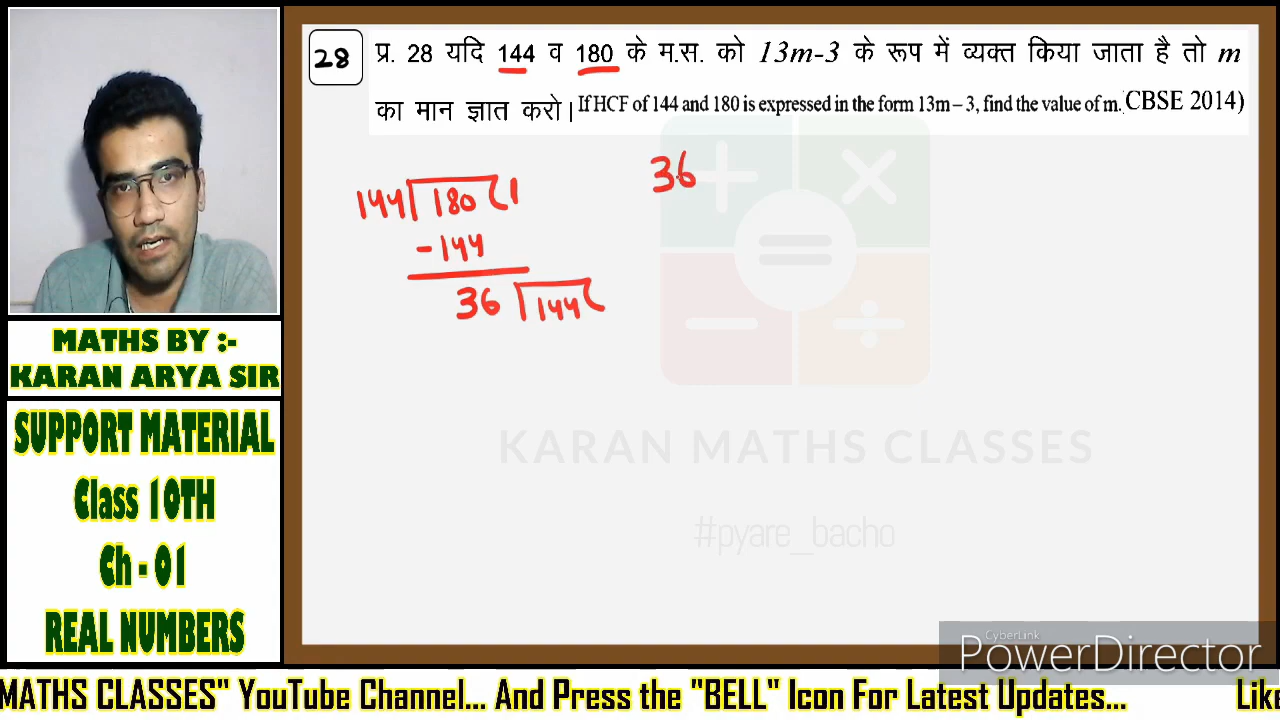 28
प्र. 28 यदि 144 व 180 के म.स. को 13m-3 के रूप में व्यक्त किया जाता है तो m
का मान ज्ञात करो | If HCF of 144 and 180 is expressed in the form 13m – 3, find the value of m. (CBSE 2014)
36
144 180 1
-144
36 144
MATHS BY :-
KARAN ARYA SIR
SUPPORT MATERIAL
Class 10TH
Ch - 01
REAL NUMBERS
KARAN MATHS CLASSES
#pyare_bacho
CyberLink
PowerDirector
MATHS CLASSES" YouTube Channel... And Press the "BELL" Icon For Latest Updates... Like